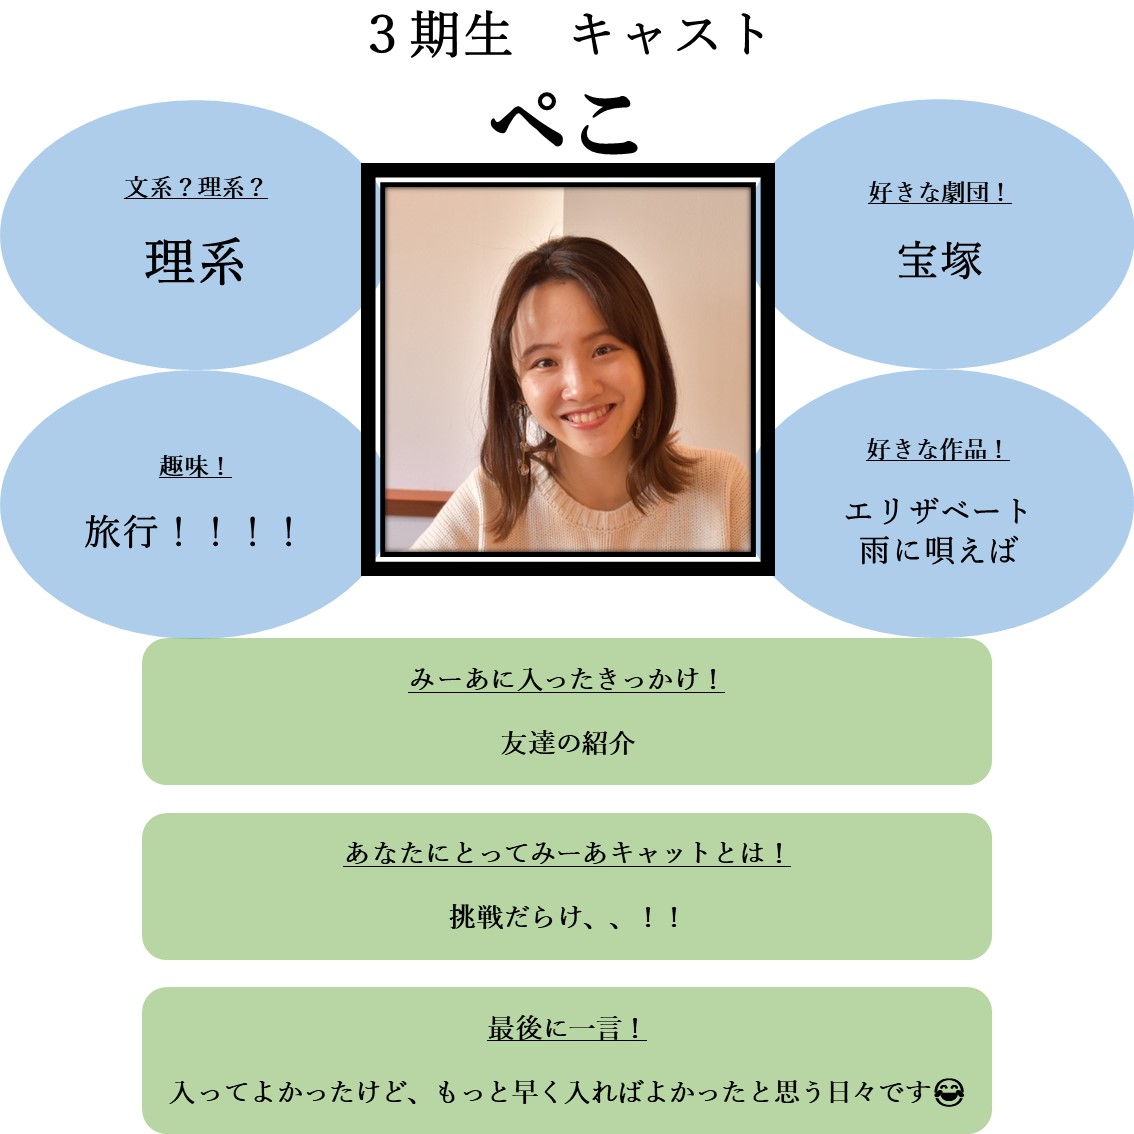 ３期生　キャスト
ぺこ
文系？理系？
理系
好きな劇団！
宝塚
趣味！
旅行！！！！
好きな作品！
エリザベート
雨に唄えば
みーあに入ったきっかけ！
友達の紹介
あなたにとってみーあキャットとは！
挑戦だらけ、、！！
最後に一言！
入ってよかったけど、もっと早く入ればよかったと思う日々です😂